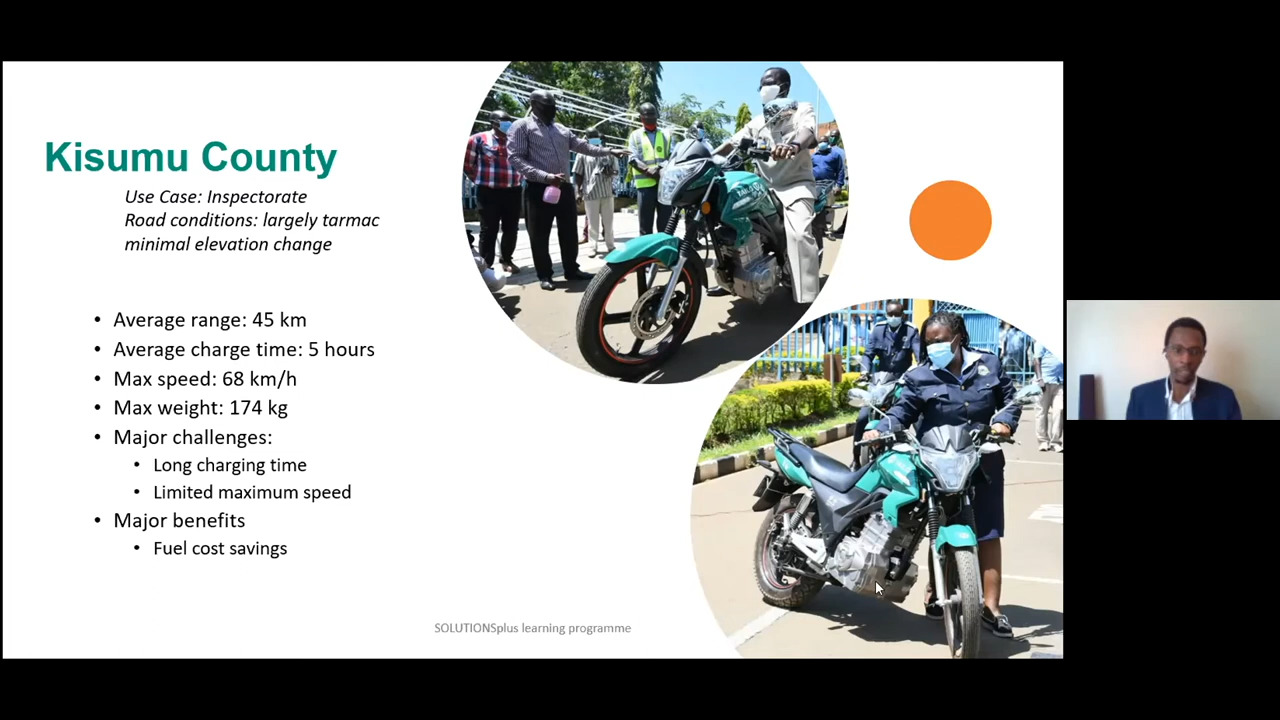 Kisumu County
Use Case: Inspectorate
Road conditions: largely tarmac
minimal elevation change
• Average range: 45 km
• Average charge time: 5 hours
• Max speed: 68 km/h
• Max weight: 174 kg
• Major challenges:
• Long charging time
• Limited maximum speed
• Major benefits
• Fuel cost savings
SOLUTIONSplus learning programme